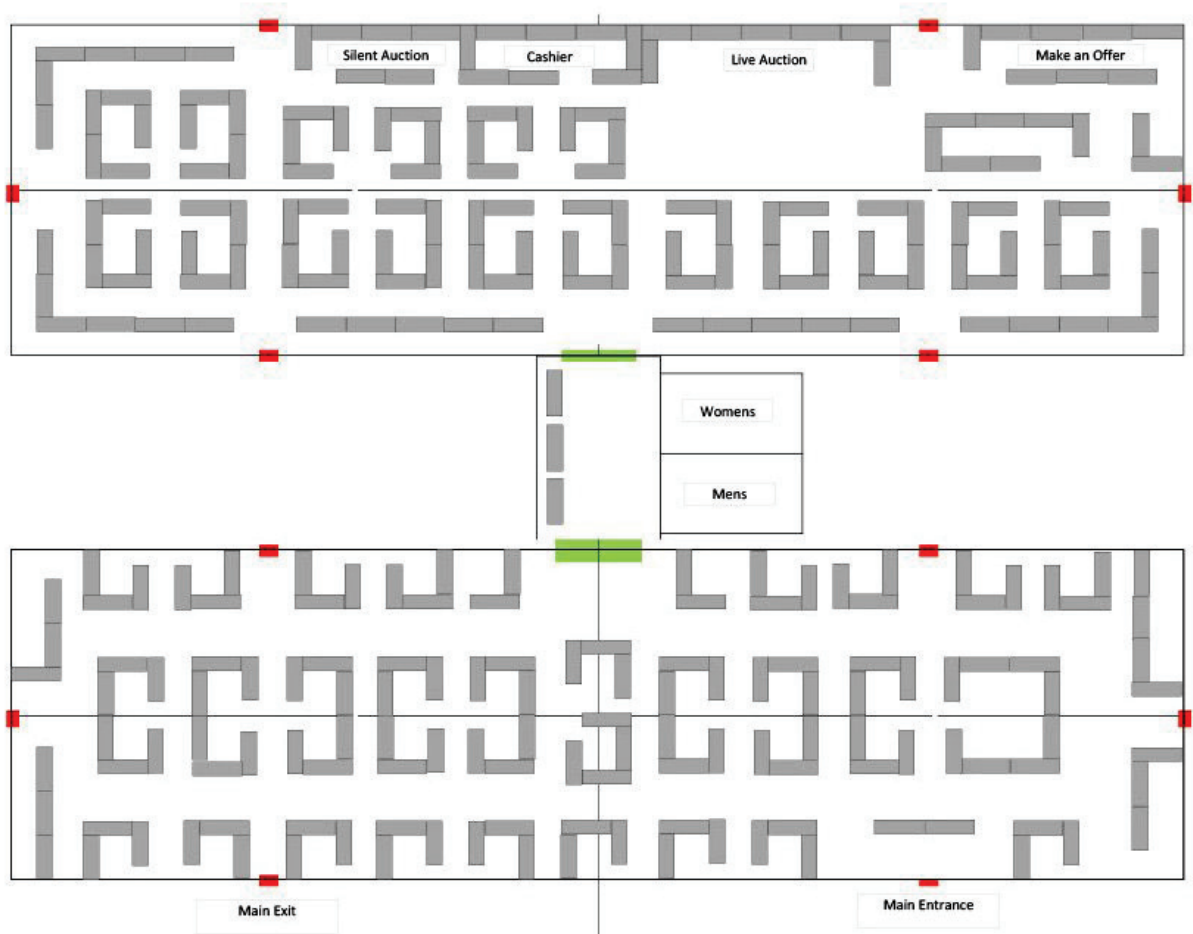 Silent Auction
Cashier
Live Auction
Make an Offer
Womens
Mens
Main Exit
Main Entrance